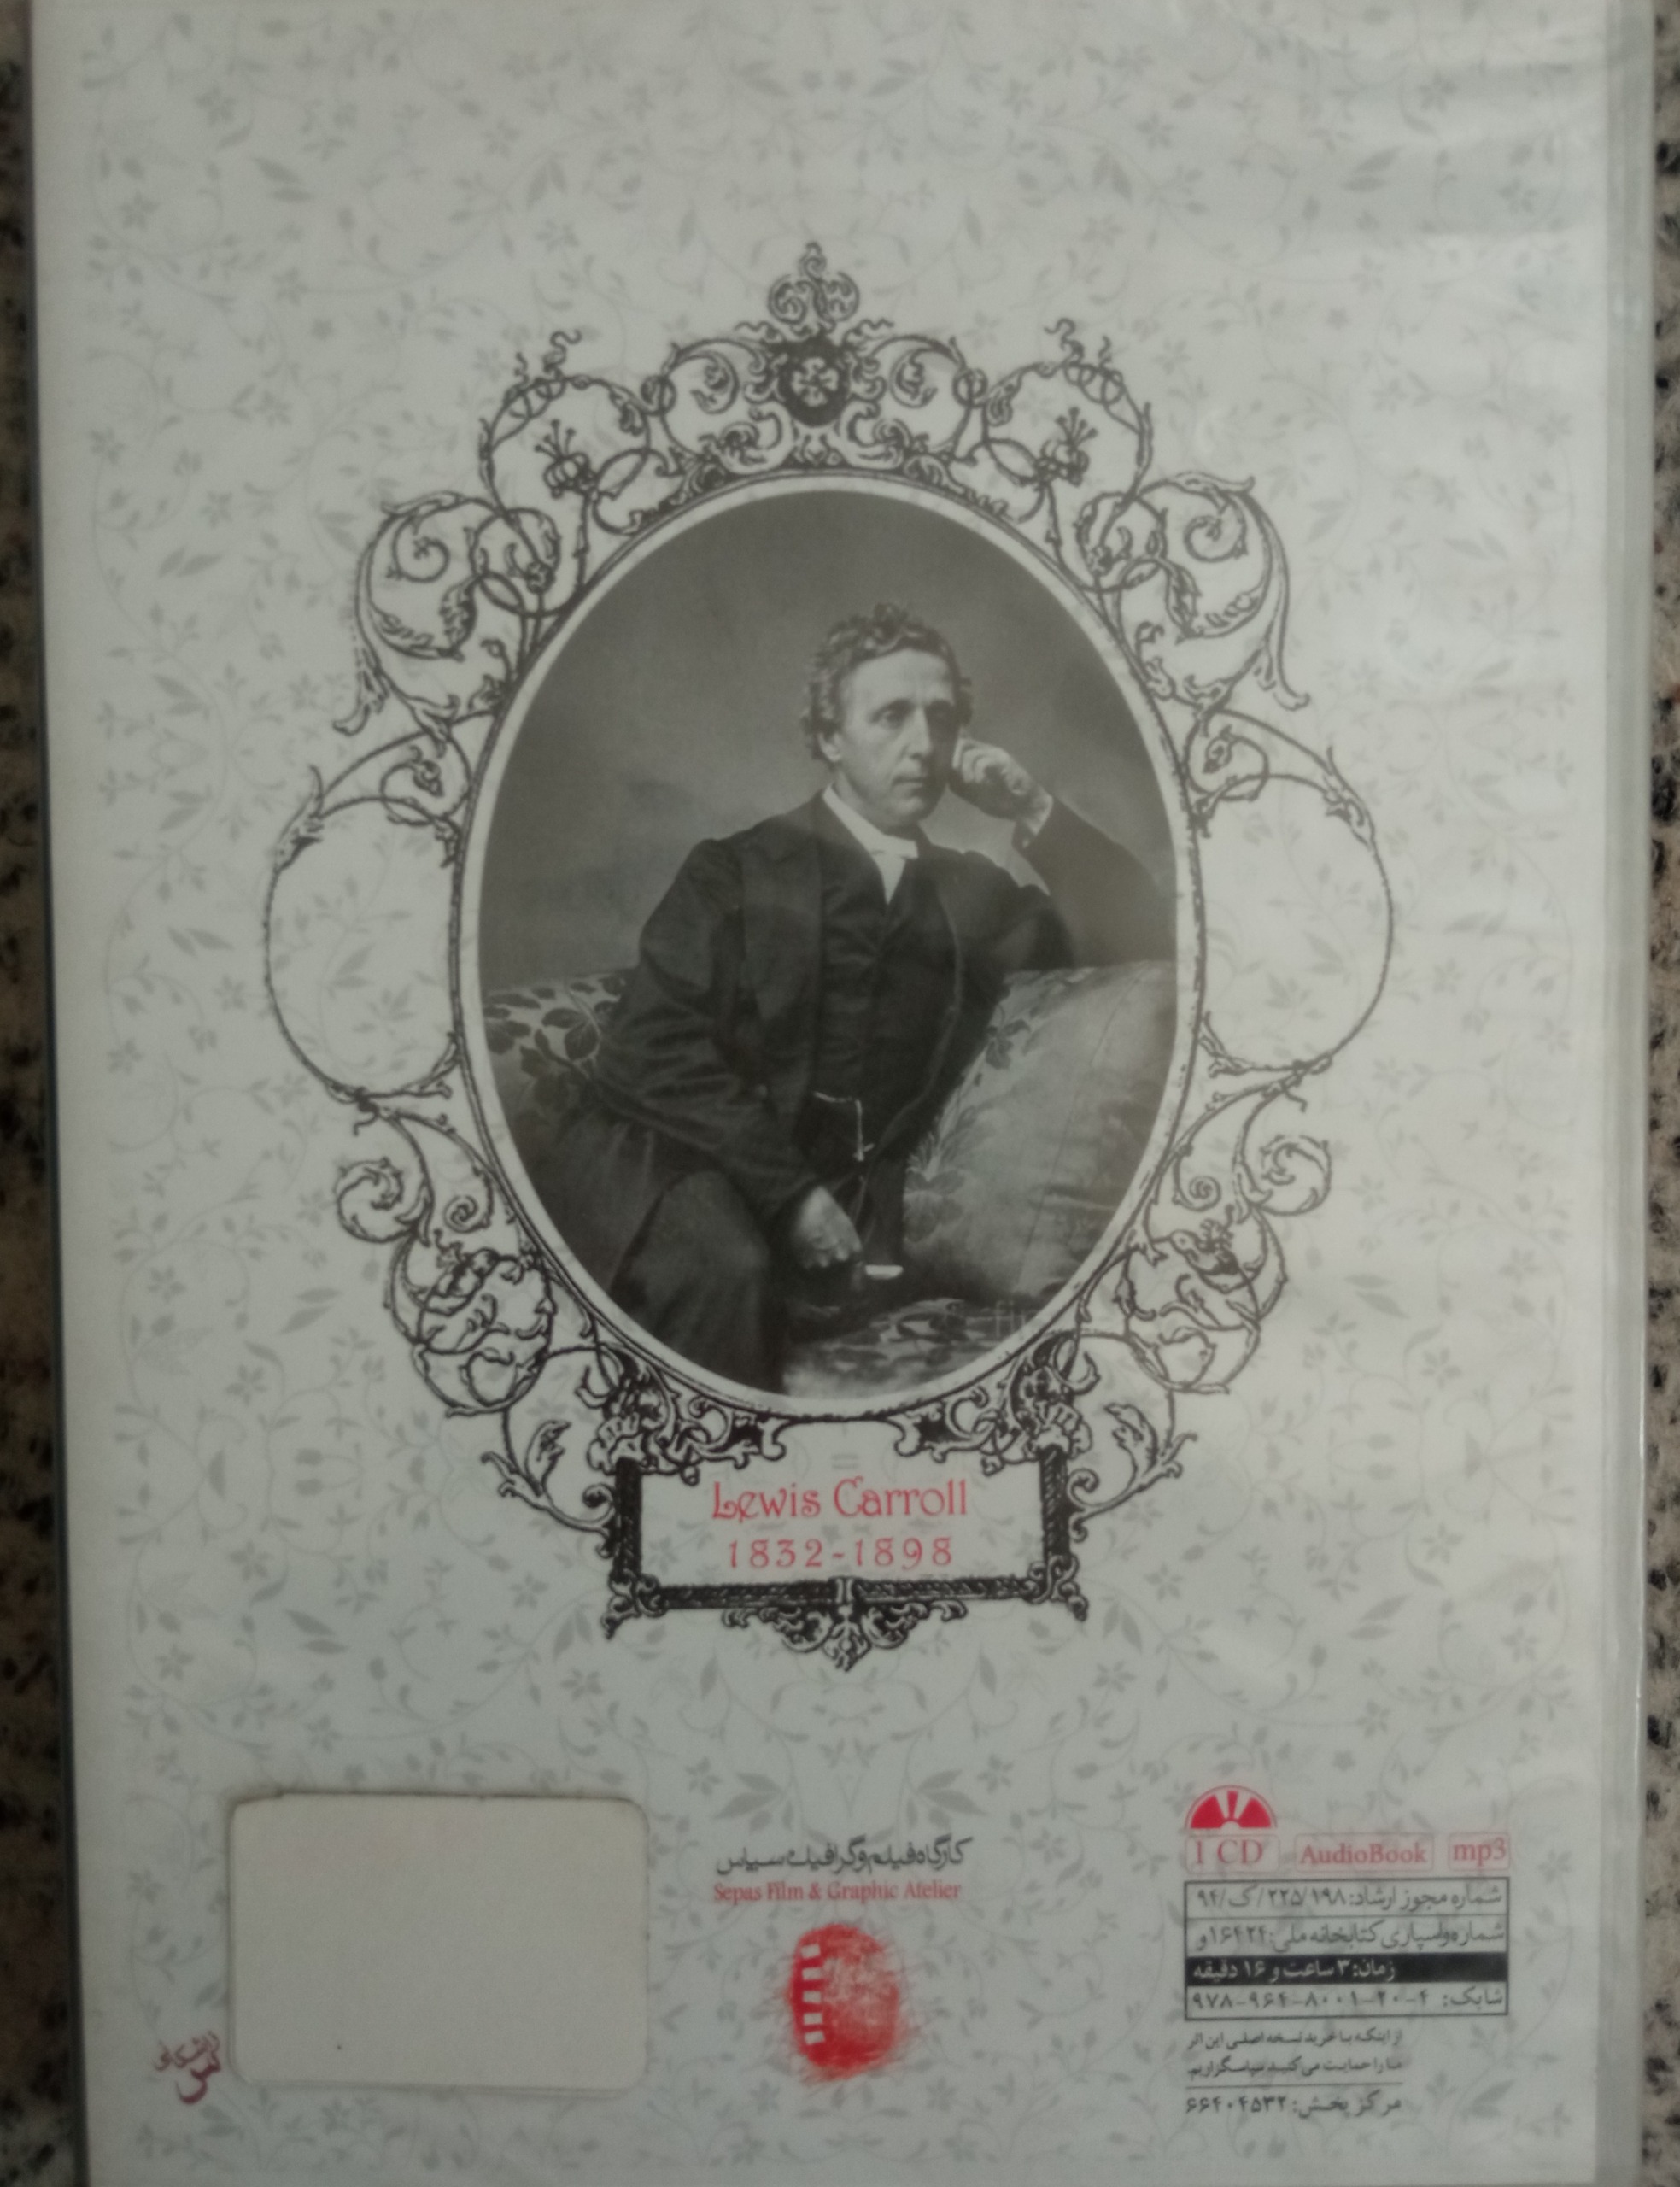 Lewis Carroll
1832-1898
کارگاه فیلم و گرافیک سپاس
Sepas Film & Graphic Atelier
1 CD AudioBook mp3
شماره مجوز ارشاد: ۲۲۵/۱۹۸/ک/۹۴
شماره واسپاری کتابخانه ملی: ۱۶۴۲۴و
زمان: ۳ ساعت و ۱۶ دقیقه
شابک: ۹۷۸-۹۶۴-۸۰۰۱-۲۰-۴
از اینکه با خرید نسخه اصلی این اثر
ما را حمایت می‌کنید سپاسگزاریم.
مرکز پخش: ۶۶۴۰۴۵۳۲